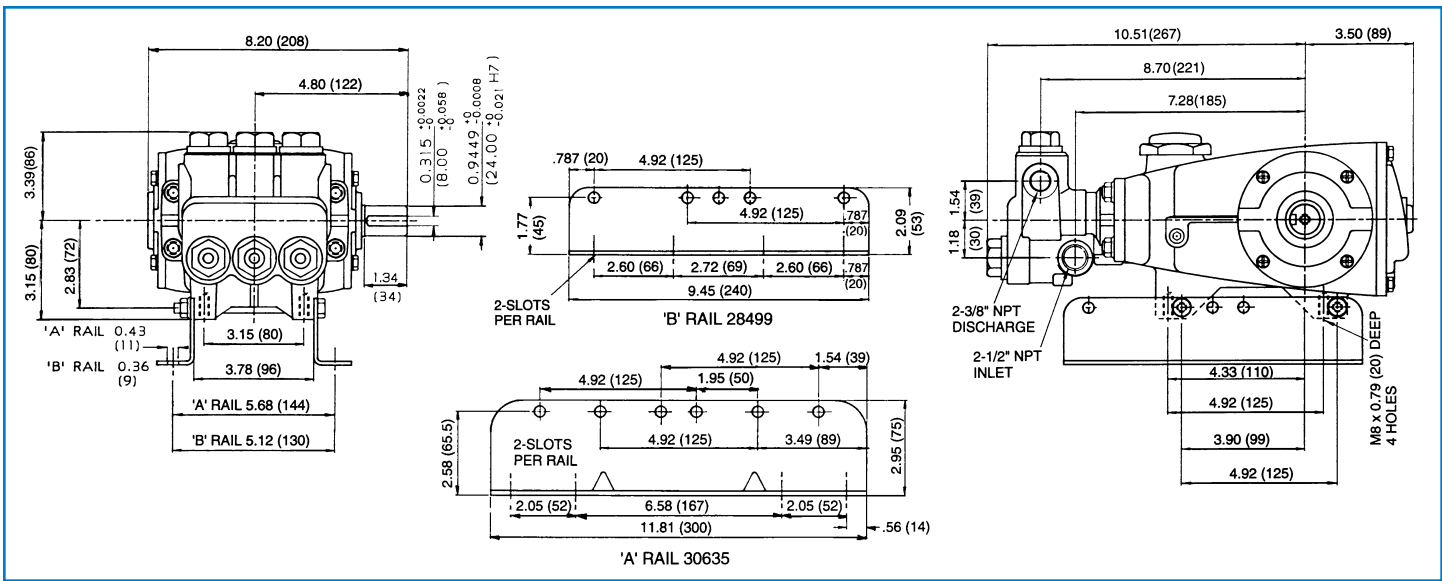 8.20 (208)
4.80 (122)
0.315 +0.0022 -0
(8.00 +0.058 -0)
0.9449 +0 -0.0008
(24.00 +0 -0.021 H7)
3.39(86)
3.15 (80)
2.83 (72)
1.34
(34)
'A' RAIL 0.43
(11)
'B' RAIL 0.36
(9)
3.15 (80)
3.78 (96)
'A' RAIL 5.68 (144)
'B' RAIL 5.12 (130)
.787 (20)
4.92 (125)
1.77
(45)
4.92 (125)
.787
(20)
2.09
(53)
2.60 (66)
2.72 (69)
2.60 (66)
.787
(20)
2-SLOTS
PER RAIL
9.45 (240)
'B' RAIL 28499
4.92 (125)
1.54 (39)
4.92 (125)
1.95 (50)
2.58 (65.5)
2-SLOTS
PER RAIL
4.92 (125)
3.49 (89)
2.95 (75)
2.05 (52)
6.58 (167)
2.05 (52)
11.81 (300)
.56 (14)
'A' RAIL 30635
10.51(267)
3.50 (89)
8.70 (221)
7.28(185)
1.54
(39)
1.18
(30)
2-3/8" NPT
DISCHARGE
2-1/2" NPT
INLET
4.33 (110)
4.92 (125)
3.90 (99)
4.92 (125)
M8 x 0.79 (20) DEEP
4 HOLES